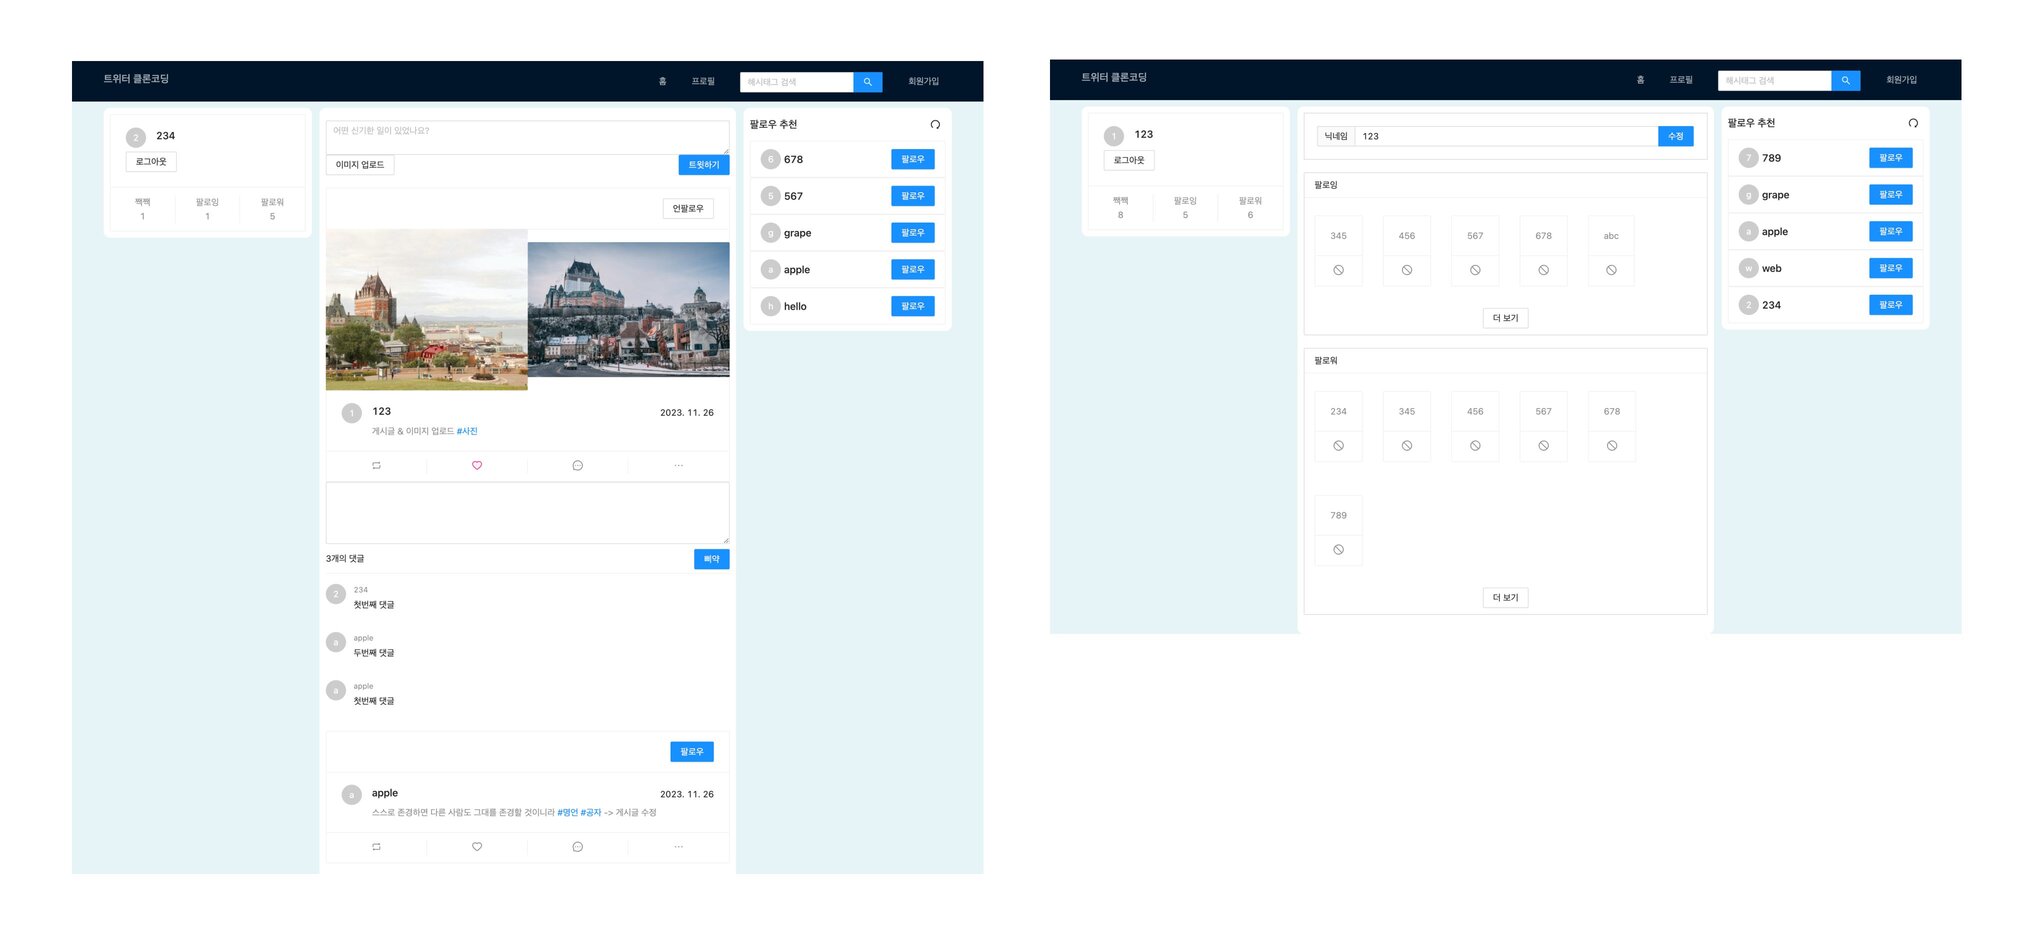 트위터 클론코딩
홈 프로필 해시태그 검색 회원가입
2 234
로그아웃
짹짹 팔로잉 팔로워
1 1 5
어떤 신기한 일이 있었나요?
이미지 업로드 트윗하기
언팔로우
1 123 2023. 11. 26
게시글 & 이미지 업로드 #사진
3개의 댓글 삐약
2 234
첫번째 댓글
a apple
두번째 댓글
a apple
첫번째 댓글
팔로우
a apple 2023. 11. 26
스스로 존경하면 다른 사람도 그대를 존경할 것이니라 #명언 #공자 -> 게시글 수정
팔로우 추천
6 678 팔로우
5 567 팔로우
g grape 팔로우
a apple 팔로우
h hello 팔로우
트위터 클론코딩
홈 프로필 해시태그 검색 회원가입
1 123
로그아웃
짹짹 팔로잉 팔로워
8 5 6
닉네임 123 수정
팔로잉
345 456 567 678 abc
더 보기
팔로워
234 345 456 567 678
789
더 보기
팔로우 추천
7 789 팔로우
g grape 팔로우
a apple 팔로우
w web 팔로우
2 234 팔로우